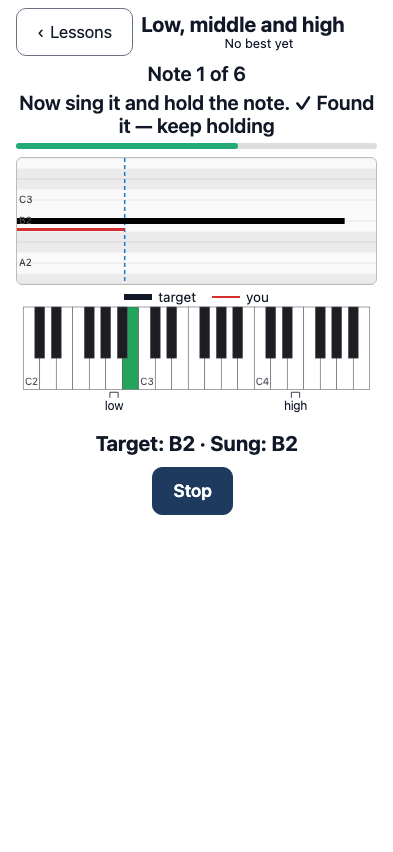 ‹ Lessons
Low, middle and high
No best yet
Note 1 of 6
Now sing it and hold the note. ✓ Found
it — keep holding
C3
B2
A2
target
you
C2
C3
C4
low
high
Target: B2 · Sung: B2
Stop